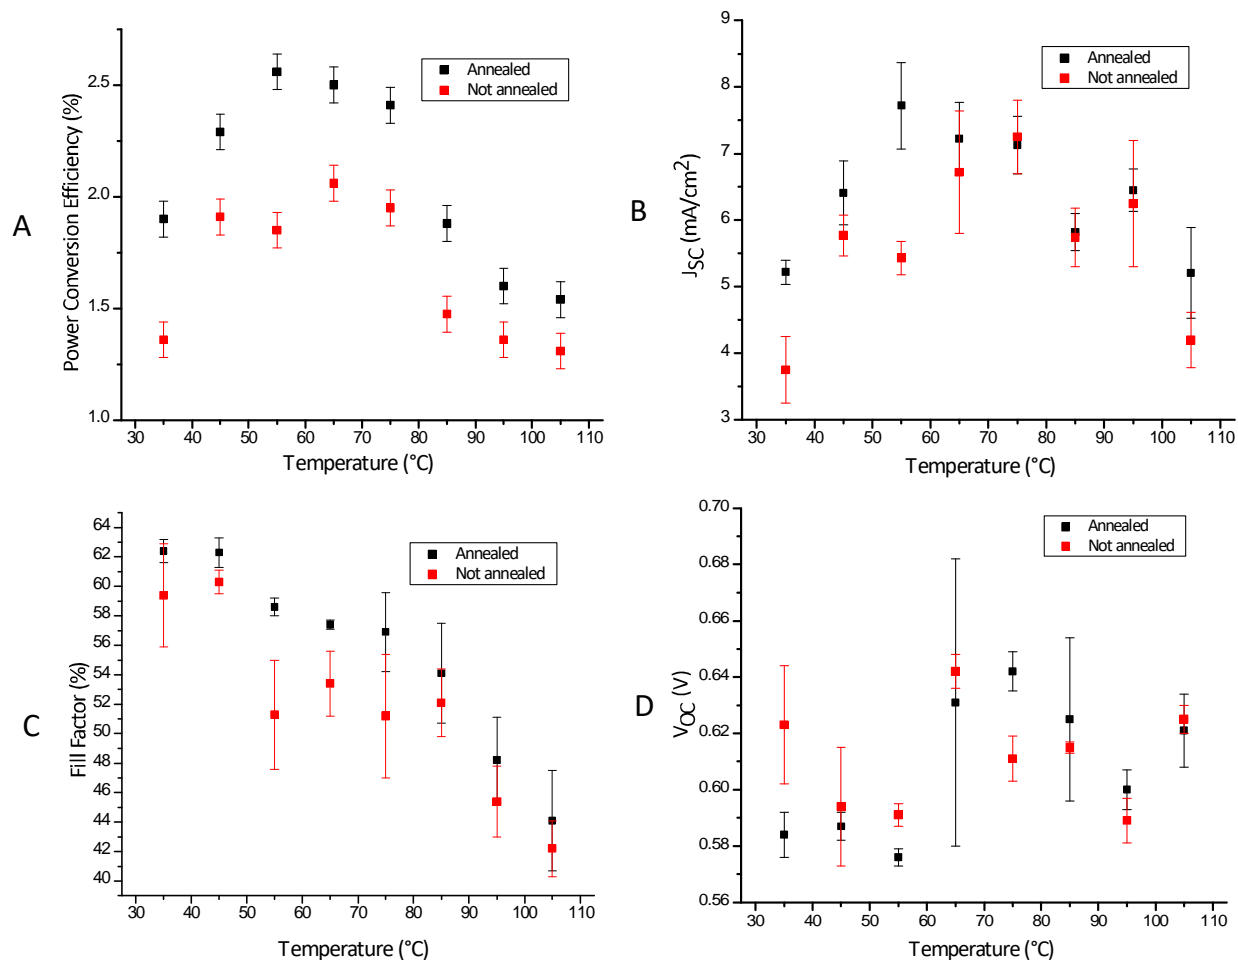 A
Power Conversion Efficiency (%)
2.5
2.0
1.5
1.0
30 40 50 60 70 80 90 100 110
Temperature (°C)
Annealed
Not annealed
B
J_SC (mA/cm²)
9
8
7
6
5
4
3
30 40 50 60 70 80 90 100 110
Temperature (°C)
Annealed
Not annealed
C
Fill Factor (%)
64
62
60
58
56
54
52
50
48
46
44
42
40
30 40 50 60 70 80 90 100 110
Temperature (°C)
Annealed
Not annealed
D
V_OC (V)
0.70
0.68
0.66
0.64
0.62
0.60
0.58
0.56
30 40 50 60 70 80 90 100 110
Temperature (°C)
Annealed
Not annealed